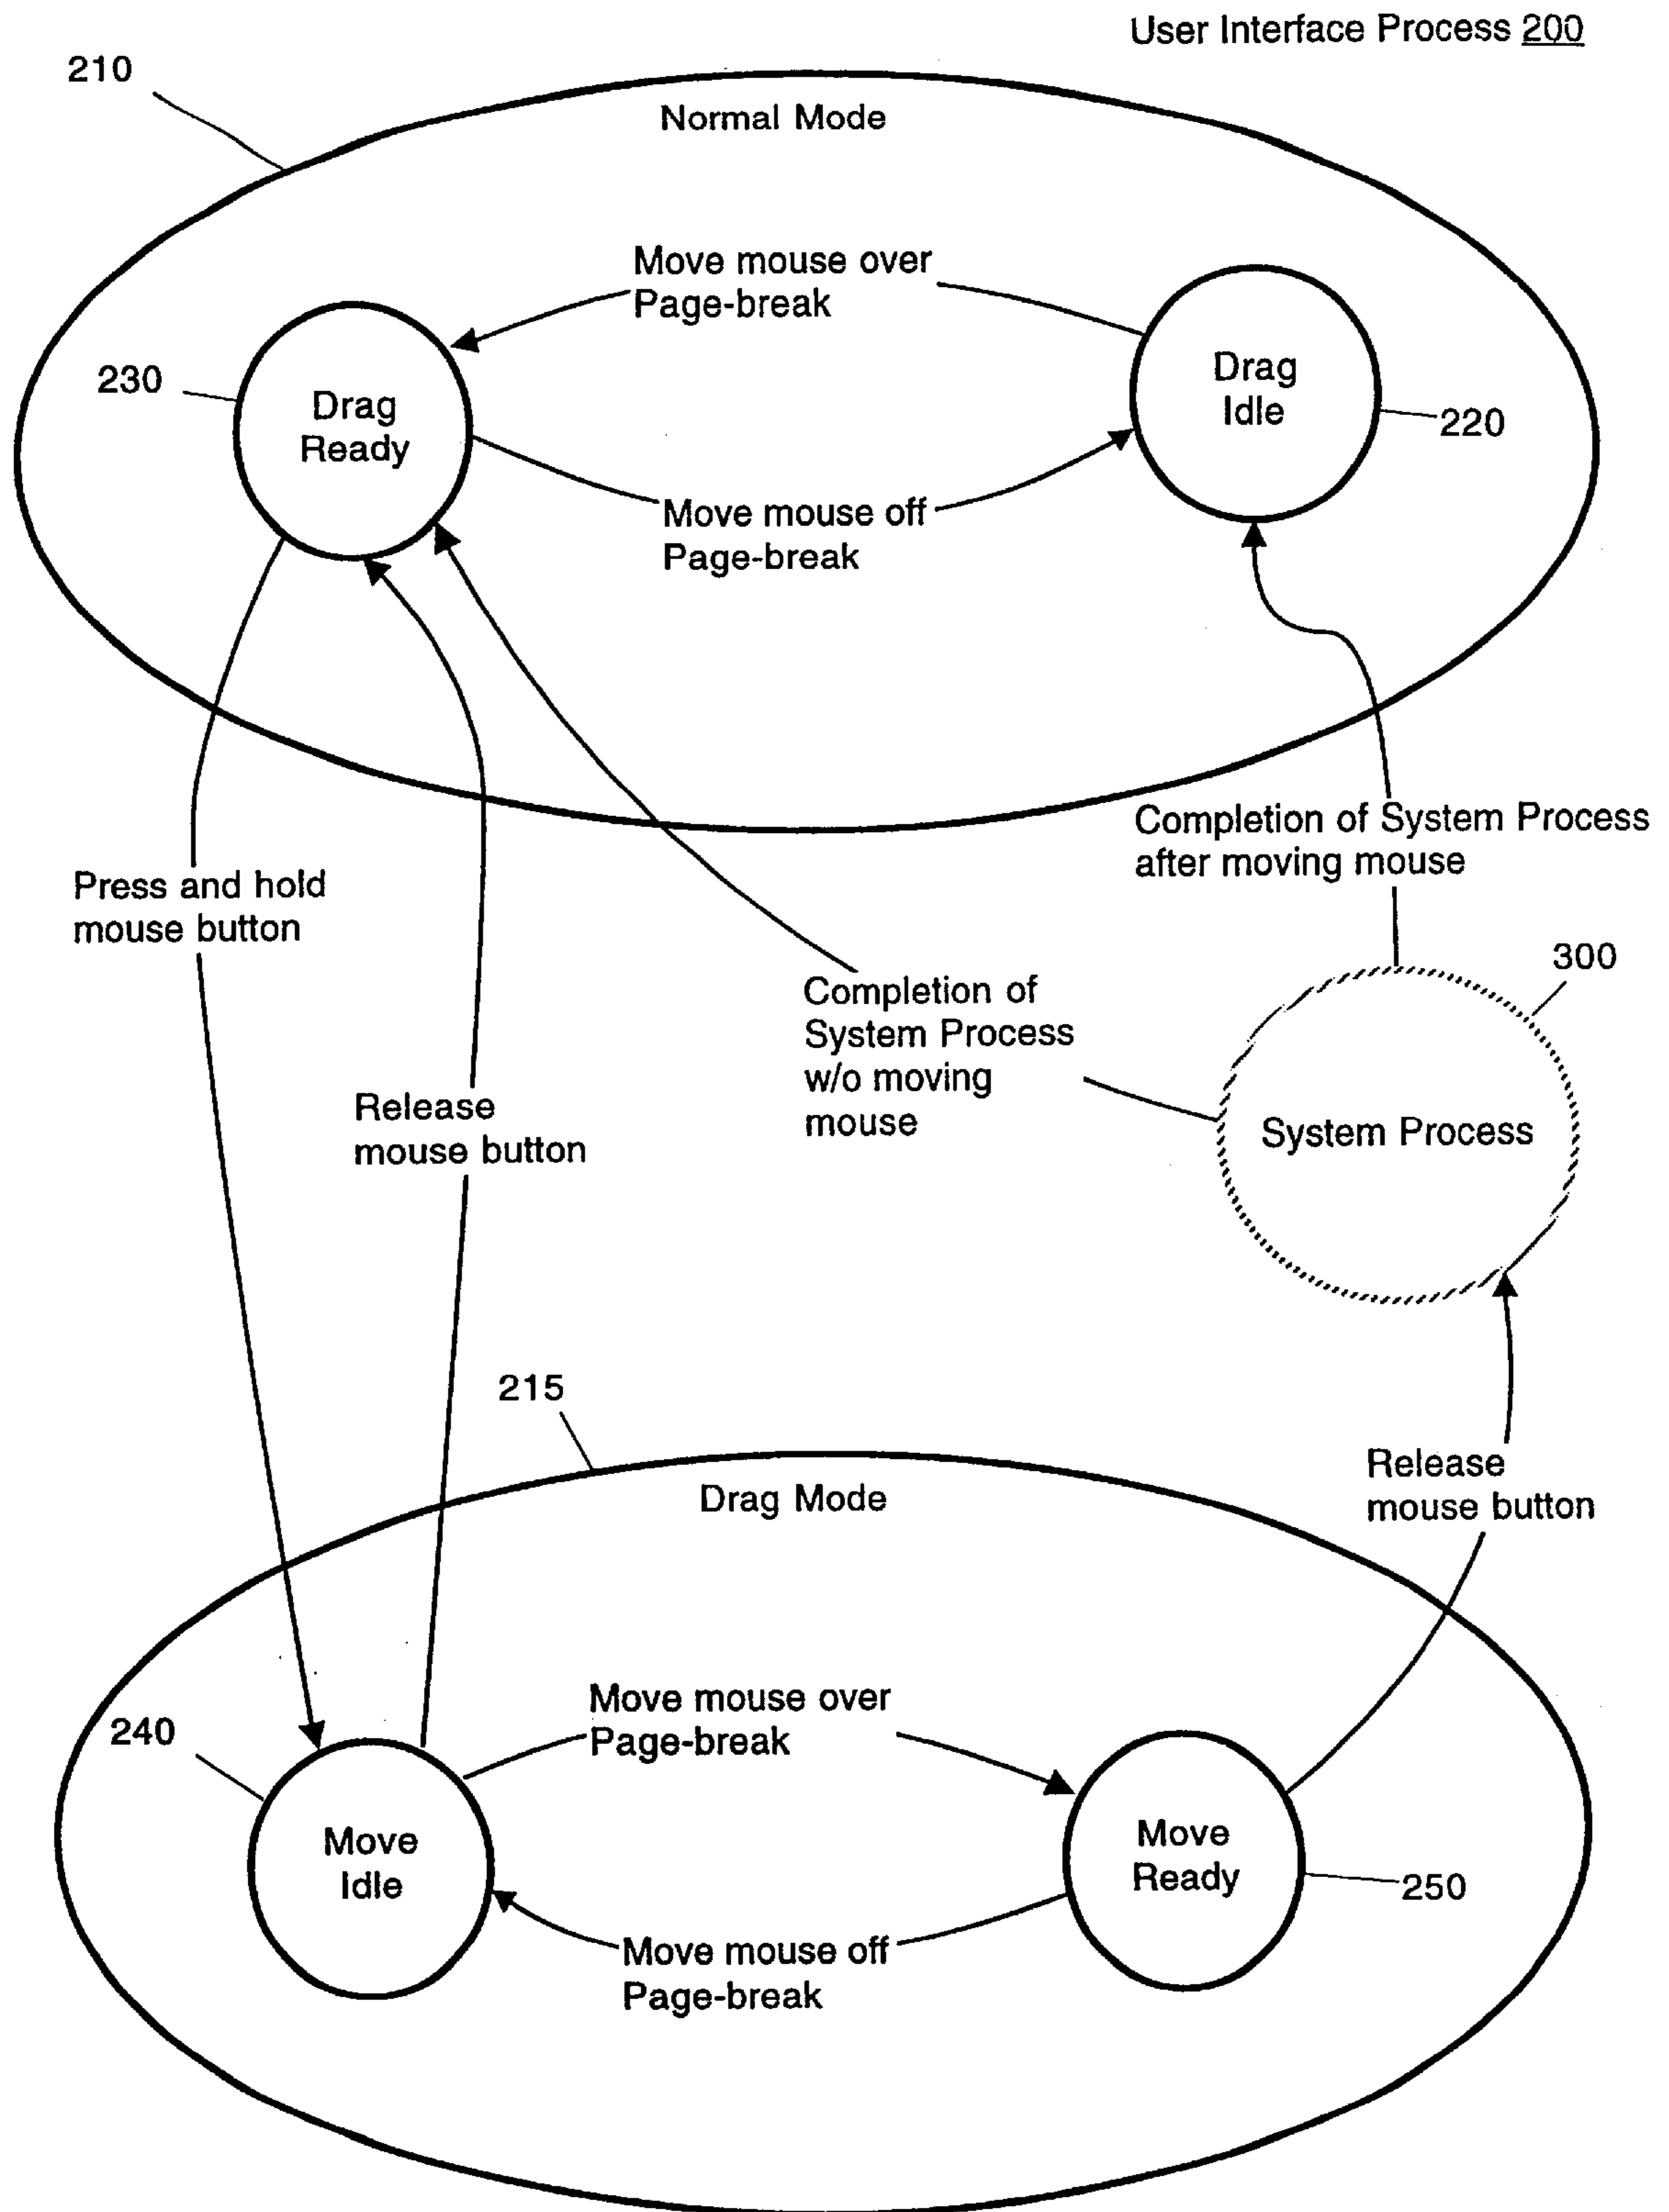 User Interface Process 200
210
Normal Mode
Move mouse over
Page-break
230
Drag
Ready
Drag
Idle
220
Move mouse off
Page-break
Completion of System Process
after moving mouse
Press and hold
mouse button
300
Completion of
System Process
w/o moving
mouse
Release
mouse button
System Process
215
Release
mouse button
Drag Mode
Move mouse over
Page-break
240
Move
Idle
Move
Ready
250
Move mouse off
Page-break